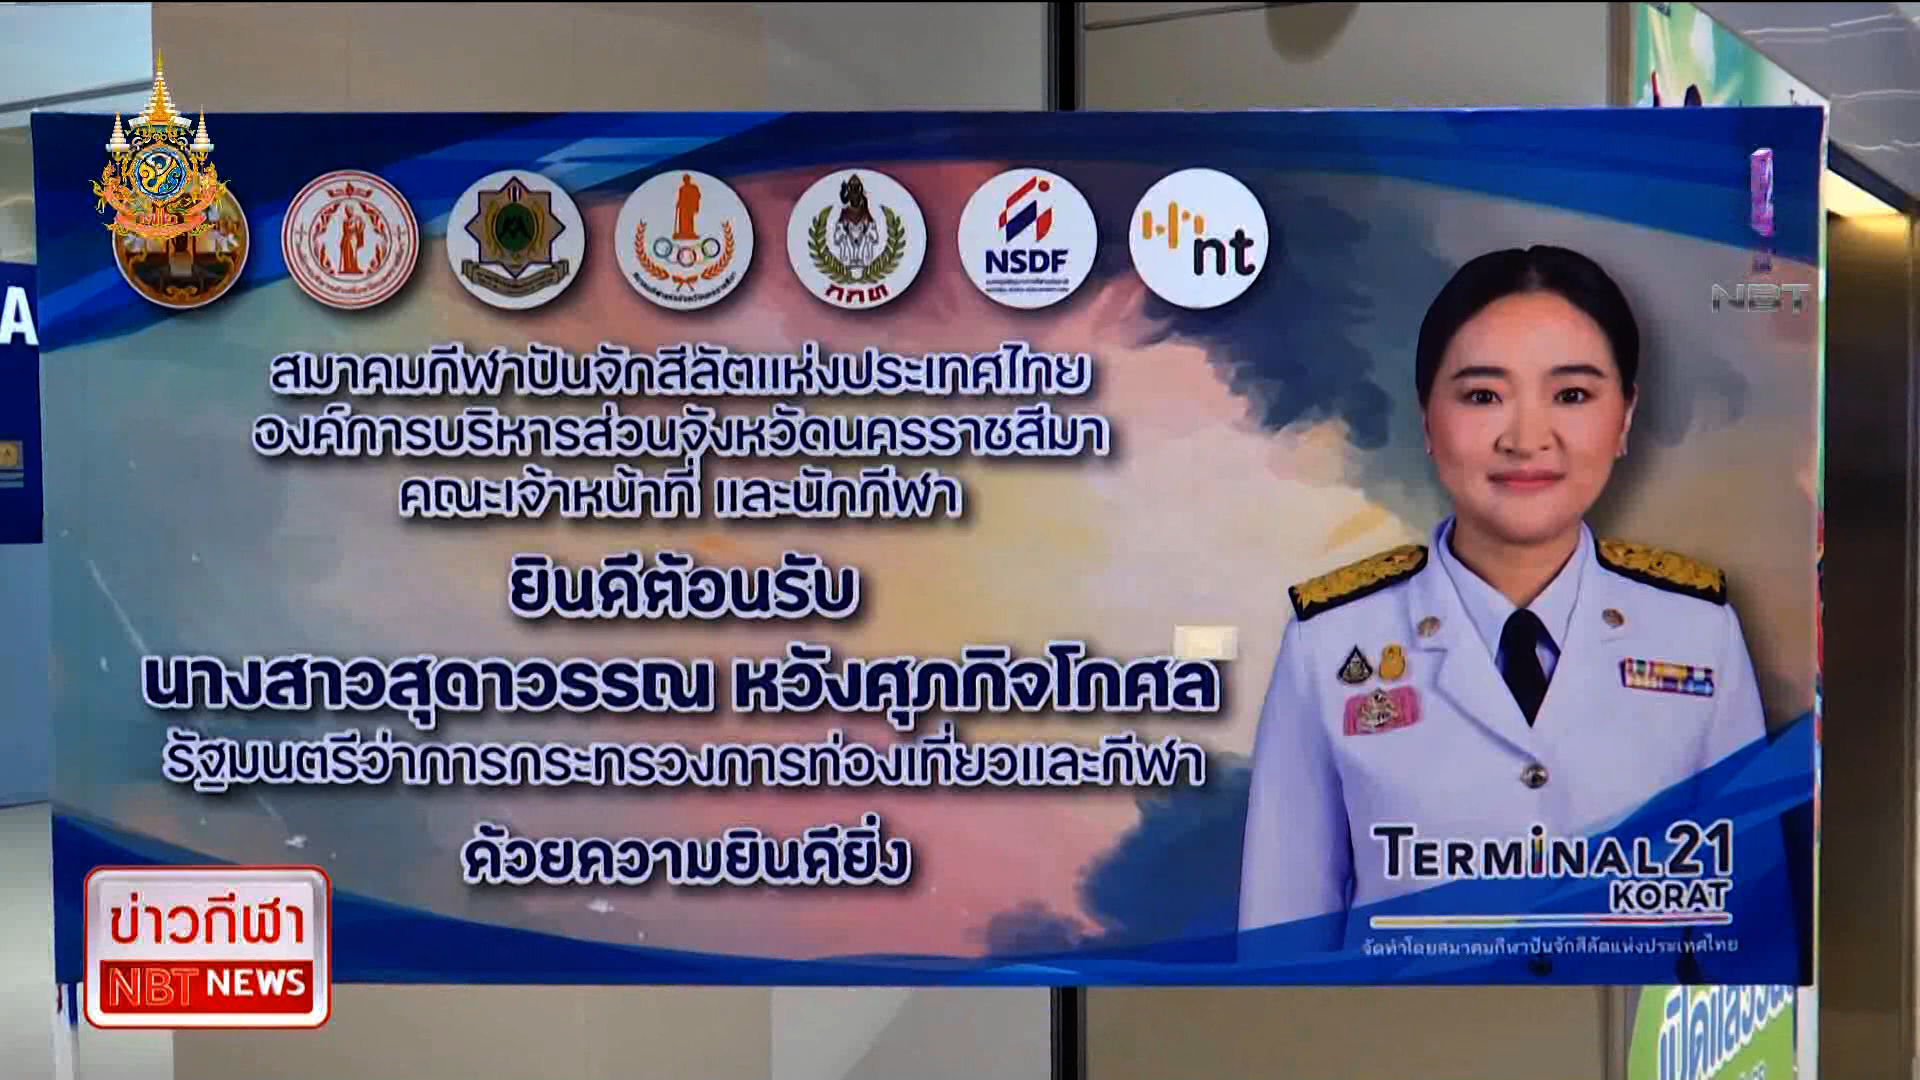 A
NSDF
nt
กกท
NBT
สมาคมกีฬาปันจักสีลัตแห่งประเทศไทย
องค์การบริหารส่วนจังหวัดนครราชสีมา
คณะเจ้าหน้าที่ และนักกีฬา
ยินดีต้อนรับ
นางสาวสุดาวรรณ หวังศุภกิจโกศล
รัฐมนตรีว่าการกระทรวงการท่องเที่ยวและกีฬา
ด้วยความยินดียิ่ง
TERMINAL21
KORAT
จัดทำโดยสมาคมกีฬาปันจักสีลัตแห่งประเทศไทย
ข่าวกีฬา
NBT NEWS